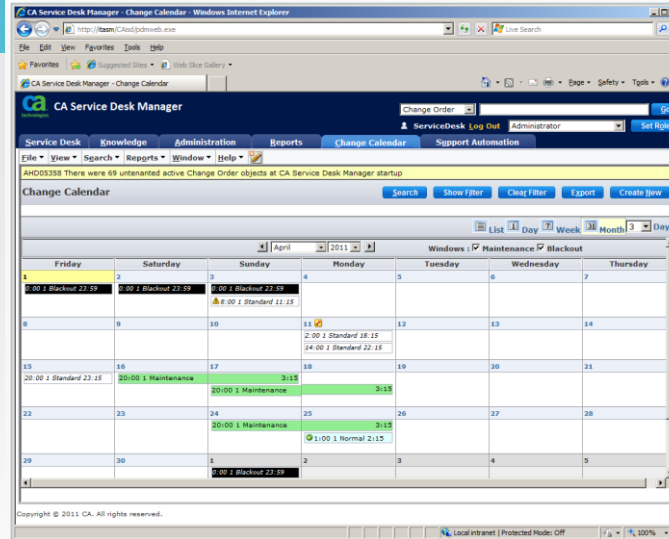 CA Service Desk Manager - Change Calendar - Windows Internet Explorer
http://itasm/CAisd/pdmweb.exe
Live Search
File Edit View Favorites Tools Help
Favorites Suggested Sites Web Slice Gallery
CA Service Desk Manager - Change Calendar
Page Safety Tools
ca technologies CA Service Desk Manager
Change Order Go
ServiceDesk Log Out Administrator Set Role
Service Desk Knowledge Administration Reports Change Calendar Support Automation
File View Search Reports Window Help
AHD05358 There were 69 untenanted active Change Order objects at CA Service Desk Manager startup
Change Calendar
Search Show Filter Clear Filter Export Create New
List 1 Day 7 Week 31 Month 3 Day
April 2011 Windows : Maintenance Blackout
Friday Saturday Sunday Monday Tuesday Wednesday Thursday
1 2 3 4 5 6 7
0:00 1 Blackout 23:59 0:00 1 Blackout 23:59 0:00 1 Blackout 23:59
8:00 1 Standard 11:15
8 9 10 11 12 13 14
2:00 1 Standard 18:15
14:00 1 Standard 22:15
15 16 17 18 19 20 21
20:00 1 Standard 23:15 20:00 1 Maintenance 3:15
20:00 1 Maintenance 3:15
22 23 24 25 26 27 28
20:00 1 Maintenance 3:15
1:00 1 Normal 2:15
29 30 1 2 3 4 5
0:00 1 Blackout 23:59
Copyright © 2011 CA. All rights reserved.
Local intranet | Protected Mode: Off 100%